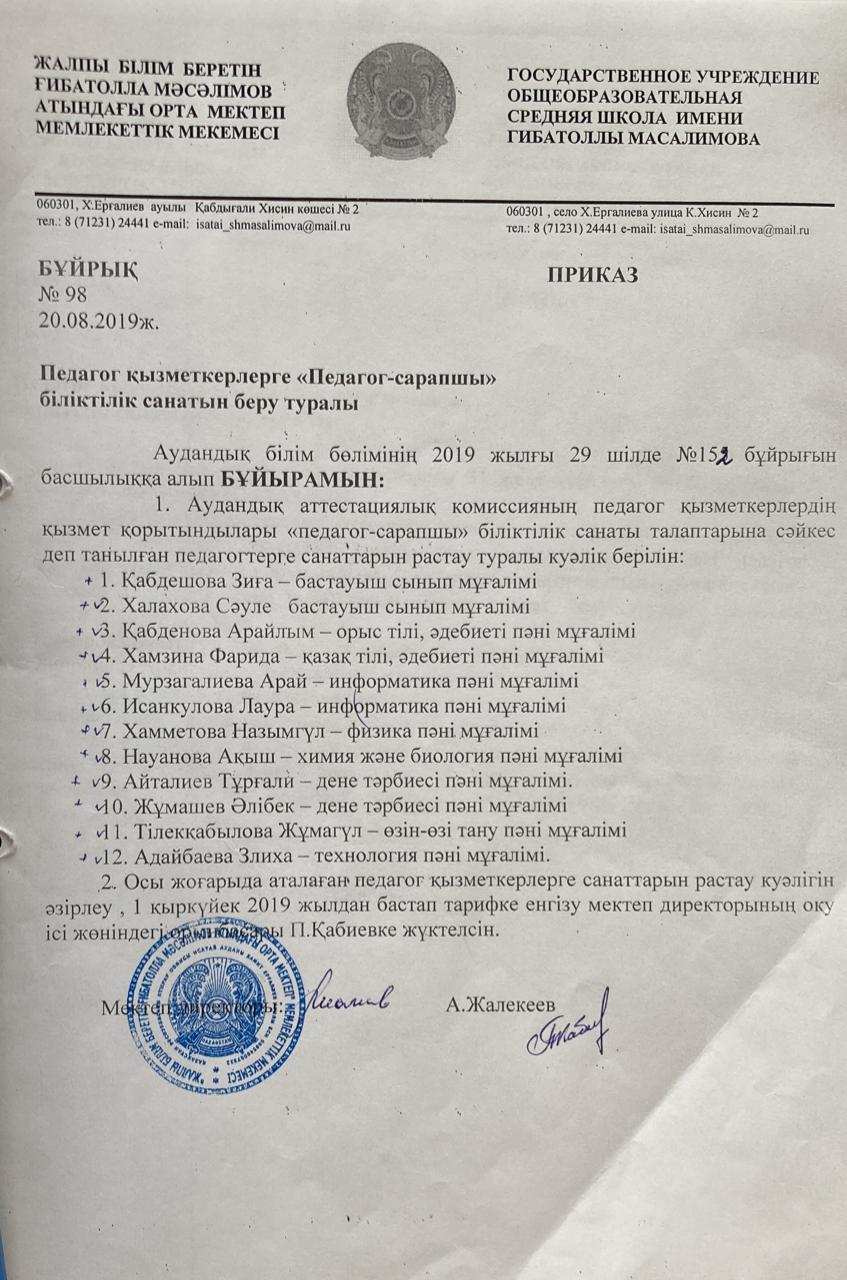 ЖАЛПЫ БІЛІМ БЕРЕТІН
ҒИБАТОЛЛА МӘСӘЛІМОВ
АТЫНДАҒЫ ОРТА МЕКТЕП
МЕМЛЕКЕТТІК МЕКЕМЕСІ
ГОСУДАРСТВЕННОЕ УЧРЕЖДЕНИЕ
ОБЩЕОБРАЗОВАТЕЛЬНАЯ
СРЕДНЯЯ ШКОЛА ИМЕНИ
ГИБАТОЛЛЫ МАСАЛИМОВА
060301, Х.Ерғалиев ауылы Қабдығали Хисин көшесі № 2
тел.: 8 (71231) 24441 e-mail: isatai_shmasalimova@mail.ru
060301 , село Х.Ергалиева улица К.Хисин № 2
тел.: 8 (71231) 24441 e-mail: isatai_shmasalimova@mail.ru
БҰЙРЫҚ
ПРИКАЗ
№ 98
20.08.2019ж.
Педагог қызметкерлерге «Педагог-сарапшы»
біліктілік санатын беру туралы
Аудандық білім бөлімінің 2019 жылғы 29 шілде №152 бұйрығын
басшылыққа алып БҰЙЫРАМЫН:
1. Аудандық аттестациялық комиссияның педагог қызметкерлердің
қызмет қорытындылары «педагог-сарапшы» біліктілік санаты талаптарына сәйкес
деп танылған педагогтерге санаттарын растау туралы куәлік берілін:
+ 1. Қабдешова Зиға – бастауыш сынып мұғалімі
+ ✓2. Халахова Сәуле бастауыш сынып мұғалімі
+ ✓3. Қабденова Арайлым – орыс тілі, әдебиеті пәні мұғалімі
+ ✓4. Хамзина Фарида – қазақ тілі, әдебиеті пәні мұғалімі
+ ✓5. Мурзагалиева Арай – информатика пәні мұғалімі
+ ✓6. Исанкулова Лаура – информатика пәні мұғалімі
+ ✓7. Хамметова Назымгүл – физика пәні мұғалімі
+ ✓8. Науанова Ақыш – химия және биология пәні мұғалімі
+ ✓9. Айталиев Тұрғали – дене тәрбиесі пәні мұғалімі.
+ ✓10. Жұмашев Әлібек – дене тәрбиесі пәні мұғалімі
+ ✓11. Тілекқабылова Жұмагүл – өзін-өзі тану пәні мұғалімі
+ ✓12. Адайбаева Злиха – технология пәні мұғалімі.
2. Осы жоғарыда аталаған педагог қызметкерлерге санаттарын растау куәлігін
әзірлеу , 1 қыркүйек 2019 жылдан бастап тарифке енгізу мектеп директорының оқу
ісі жөніндегі орынбасары П.Қабиевке жүктелсін.
Мектеп директоры: А.Жалекеев